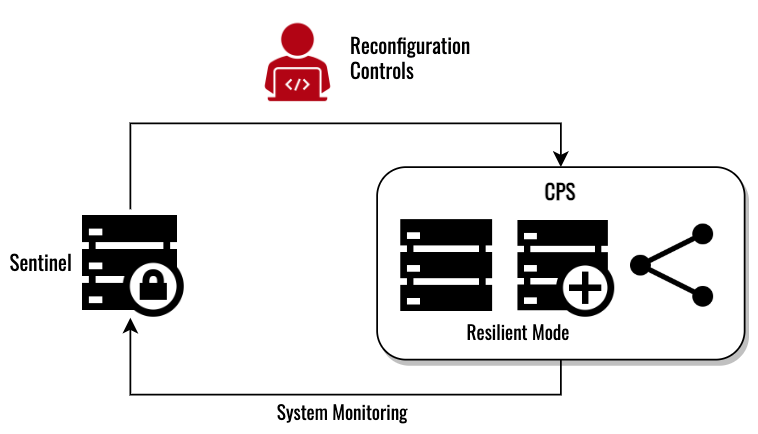 Reconfiguration
Controls
CPS
Sentinel
Resilient Mode
System Monitoring